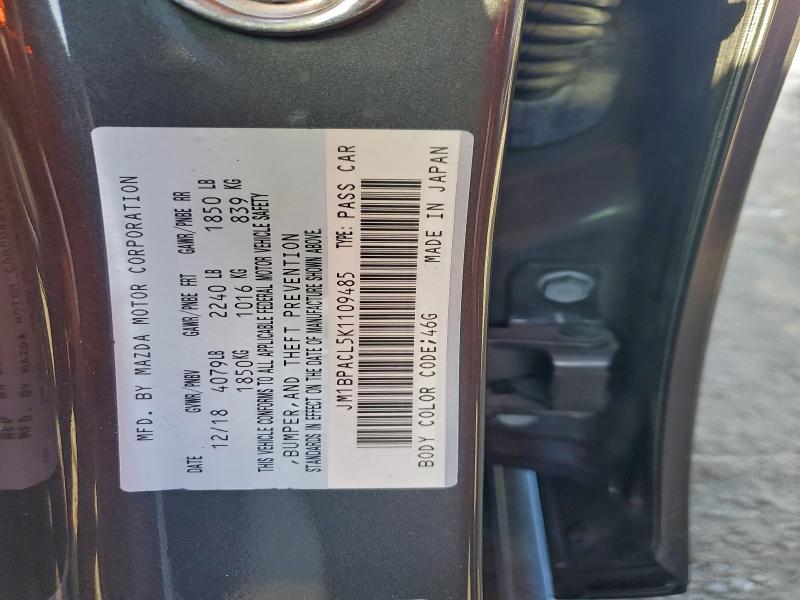 MFD. BY MAZDA MOTOR CORPORATION
DATE GVWR/PNBV GAWR/PNBE FRT GAWR/PNBE RR
12/18 4079LB 2240 LB 1850 LB
1850KG 1016 KG 839 KG
THIS VEHICLE CONFORMS TO ALL APPLICABLE FEDERAL MOTOR VEHICLE SAFETY
,BUMPER,AND THEFT PREVENTION
STANDARDS IN EFFECT ON THE DATE OF MANUFACTURE SHOWN ABOVE
JM1BPACL5K1109485 TYPE: PASS CAR
BODY COLOR CODE;46G MADE IN JAPAN